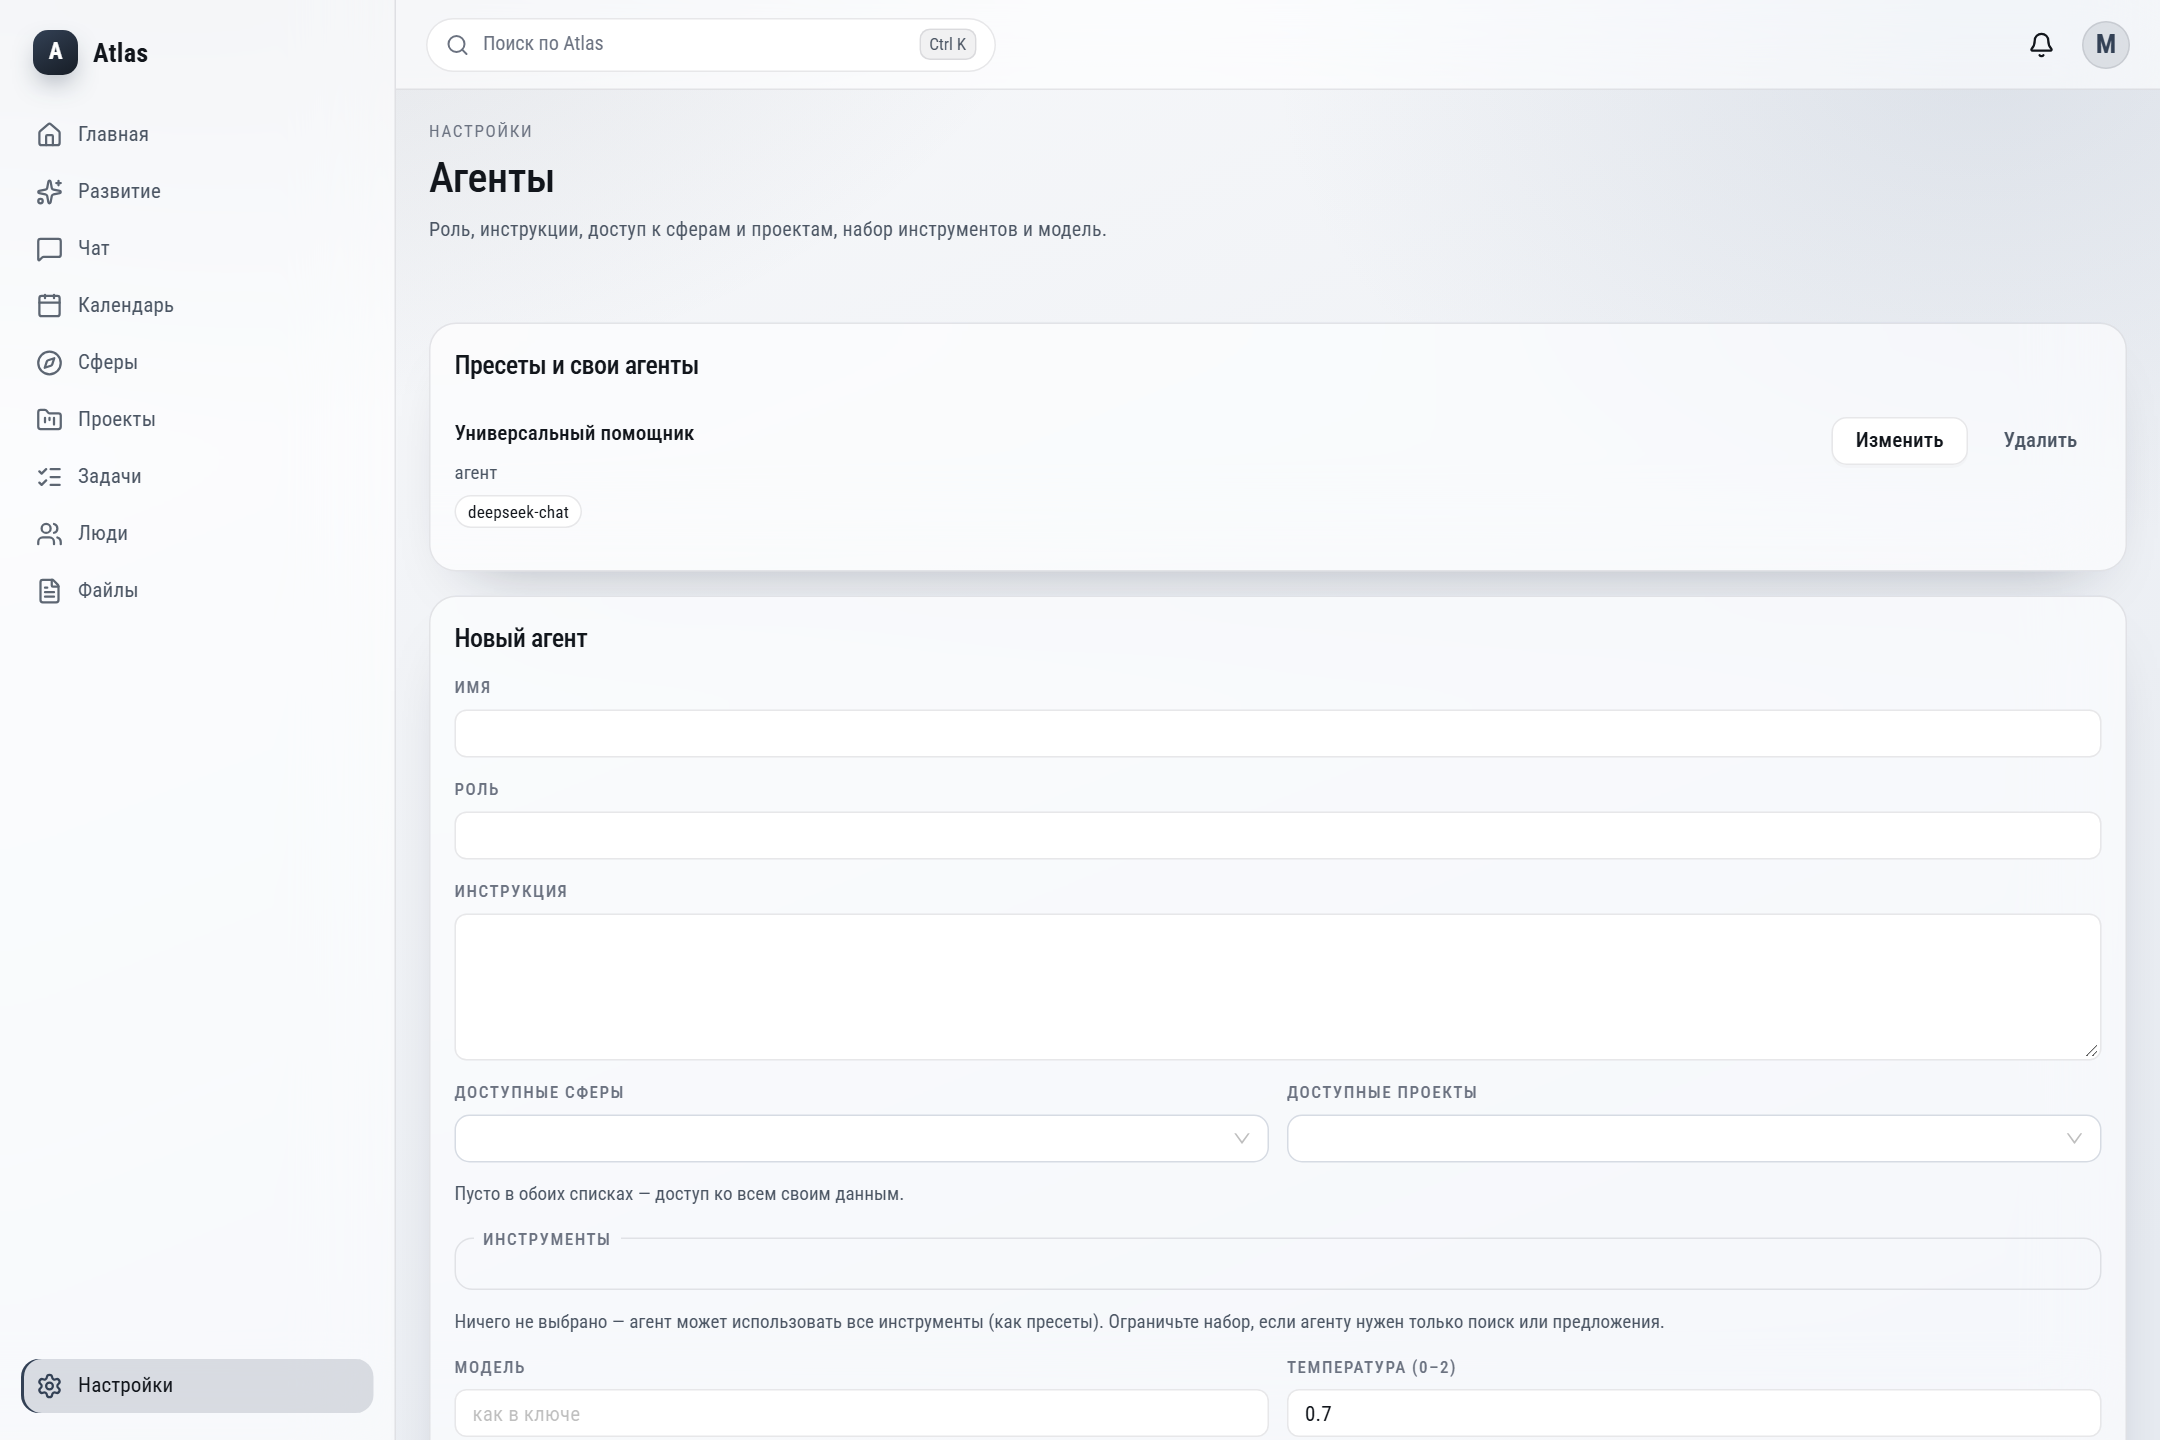 A Atlas
Главная
Развитие
Чат
Календарь
Сферы
Проекты
Задачи
Люди
Файлы
Настройки
Поиск по Atlas Ctrl K
M
НАСТРОЙКИ
Агенты
Роль, инструкции, доступ к сферам и проектам, набор инструментов и модель.
Пресеты и свои агенты
Универсальный помощник
Изменить Удалить
агент
deepseek-chat
Новый агент
ИМЯ
РОЛЬ
ИНСТРУКЦИЯ
ДОСТУПНЫЕ СФЕРЫ ДОСТУПНЫЕ ПРОЕКТЫ
Пусто в обоих списках — доступ ко всем своим данным.
ИНСТРУМЕНТЫ
Ничего не выбрано — агент может использовать все инструменты (как пресеты). Ограничьте набор, если агенту нужен только поиск или предложения.
МОДЕЛЬ ТЕМПЕРАТУРА (0–2)
как в ключе 0.7